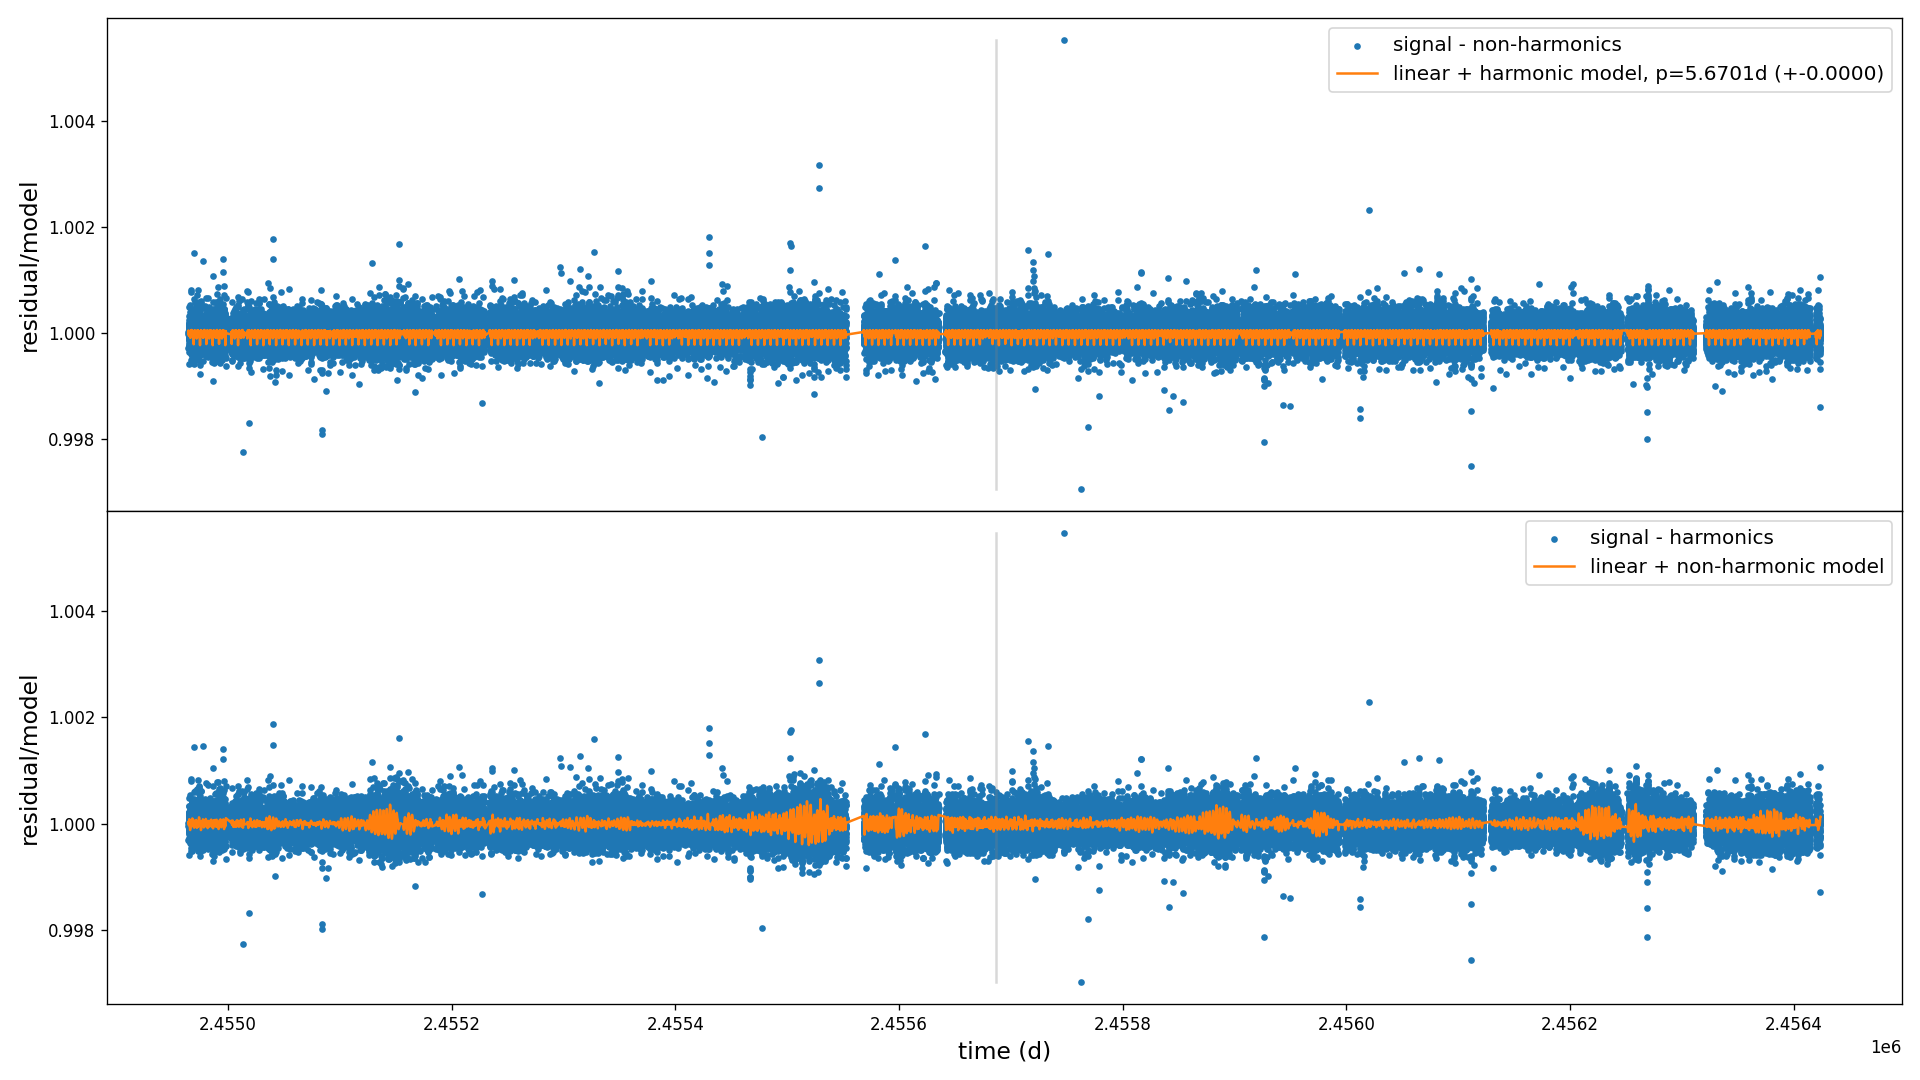 signal - non-harmonics
linear + harmonic model, p=5.6701d (+-0.0000)
residual/model
1.004
1.002
1.000
0.998
signal - harmonics
linear + non-harmonic model
residual/model
1.004
1.002
1.000
0.998
2.4550 2.4552 2.4554 2.4556 2.4558 2.4560 2.4562 2.4564
time (d)
1e6